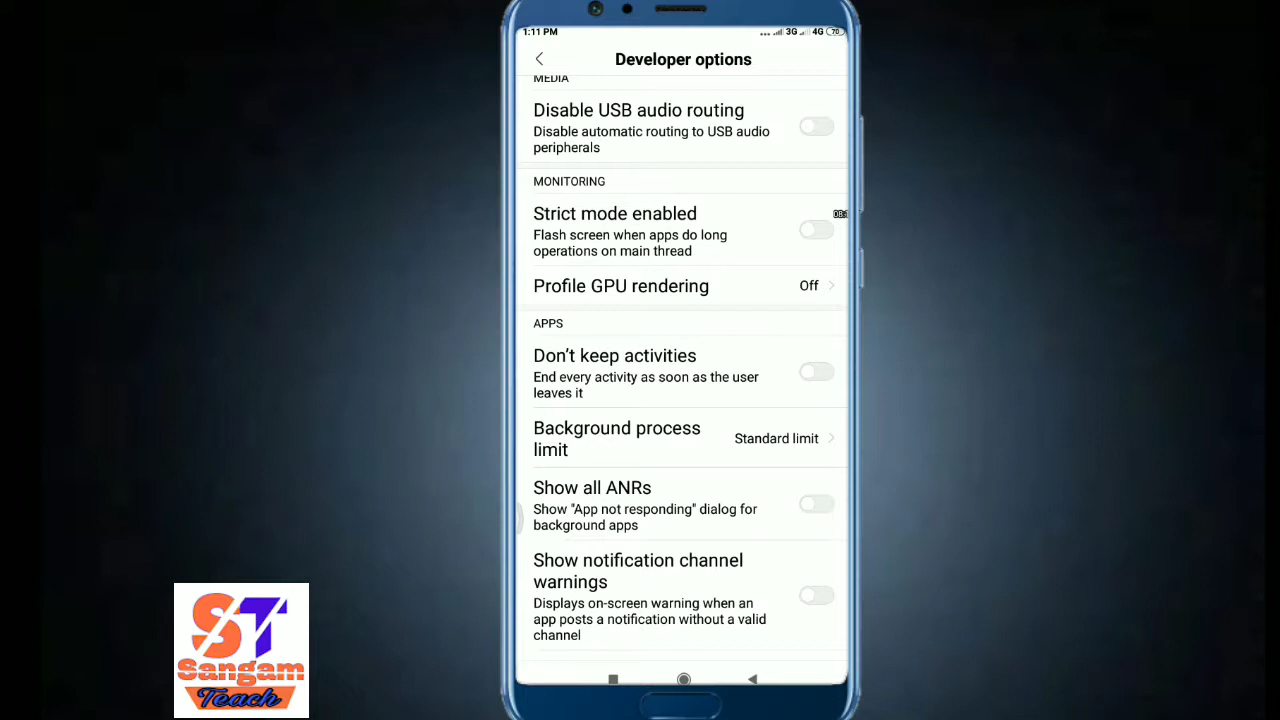 1:11 PM
3G 4G 70
Developer options
MEDIA
Disable USB audio routing
Disable automatic routing to USB audio
peripherals
MONITORING
Strict mode enabled
Flash screen when apps do long
operations on main thread
Profile GPU rendering
Off
APPS
Don't keep activities
End every activity as soon as the user
leaves it
Background process
limit
Standard limit
Show all ANRs
Show "App not responding" dialog for
background apps
Show notification channel
warnings
Displays on-screen warning when an
app posts a notification without a valid
channel
ST
Sangam
Teach